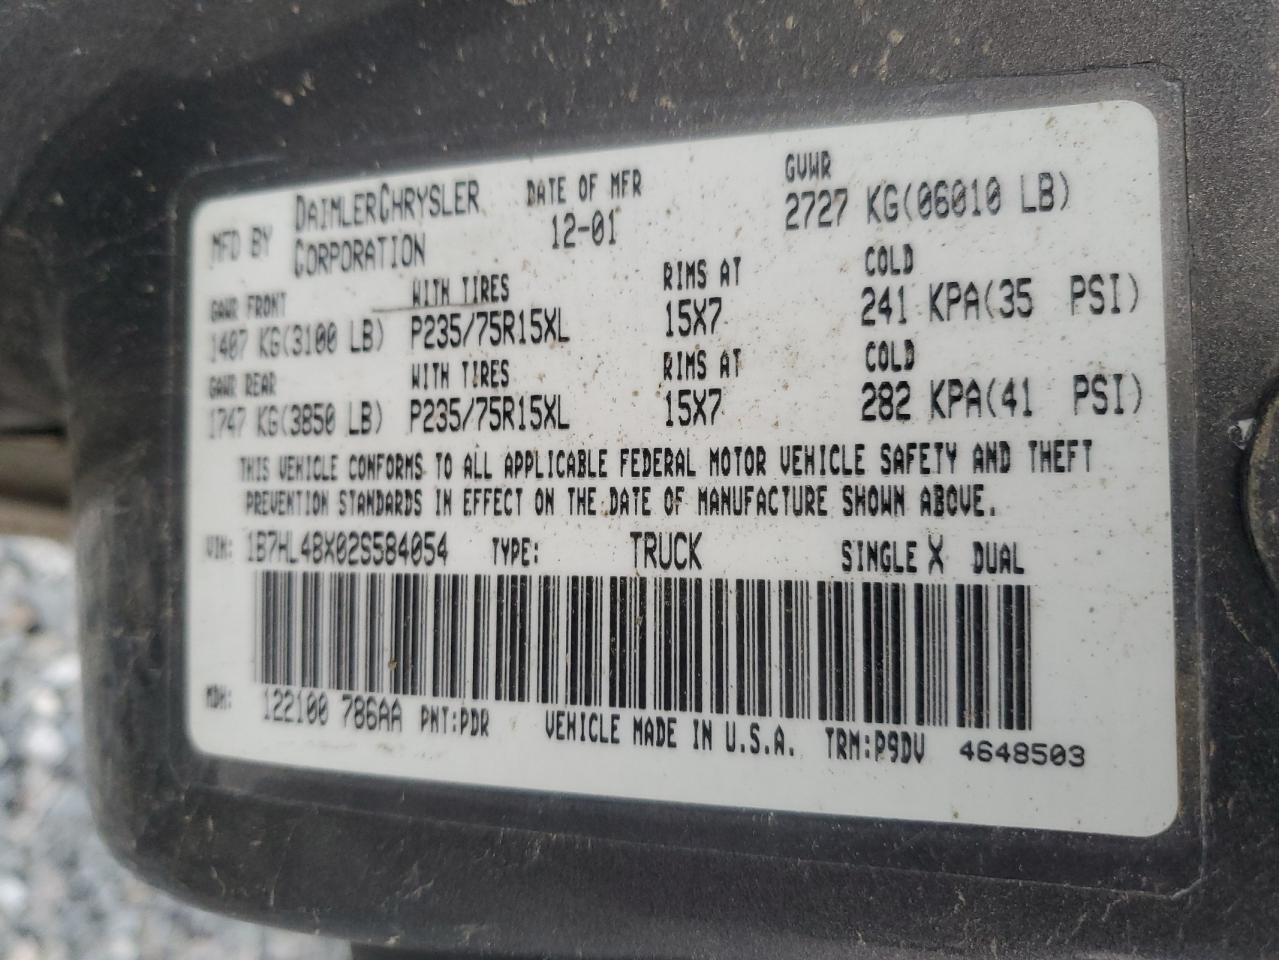 MFD BY DAIMLERCHRYSLER CORPORATION DATE OF MFR 12-01 GVWR 2727 KG(06010 LB)
GAWR FRONT WITH TIRES RIMS AT COLD
1407 KG(3100 LB) P235/75R15XL 15X7 241 KPA(35 PSI)
GAWR REAR WITH TIRES RIMS AT COLD
1747 KG(3850 LB) P235/75R15XL 15X7 282 KPA(41 PSI)
THIS VEHICLE CONFORMS TO ALL APPLICABLE FEDERAL MOTOR VEHICLE SAFETY AND THEFT
PREVENTION STANDARDS IN EFFECT ON THE DATE OF MANUFACTURE SHOWN ABOVE.
VIN: 1B7HL48X02S584054 TYPE: TRUCK SINGLE X DUAL
MDH: 122100 786AA PNT:PDR VEHICLE MADE IN U.S.A. TRM:P9DV 4648503